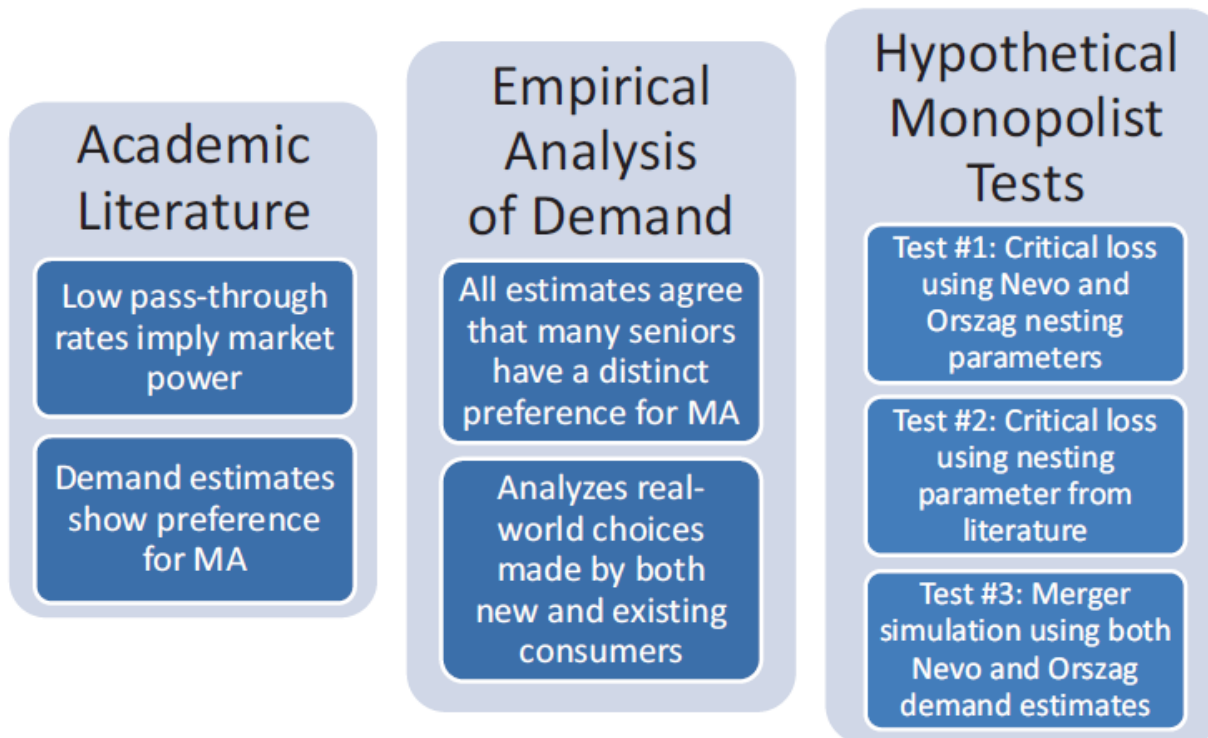 Academic
Literature
Low pass-through
rates imply market
power
Demand estimates
show preference
for MA
Empirical
Analysis
of Demand
All estimates agree
that many seniors
have a distinct
preference for MA
Analyzes real-
world choices
made by both
new and existing
consumers
Hypothetical
Monopolist
Tests
Test #1: Critical loss
using Nevo and
Orszag nesting
parameters
Test #2: Critical loss
using nesting
parameter from
literature
Test #3: Merger
simulation using both
Nevo and Orszag
demand estimates